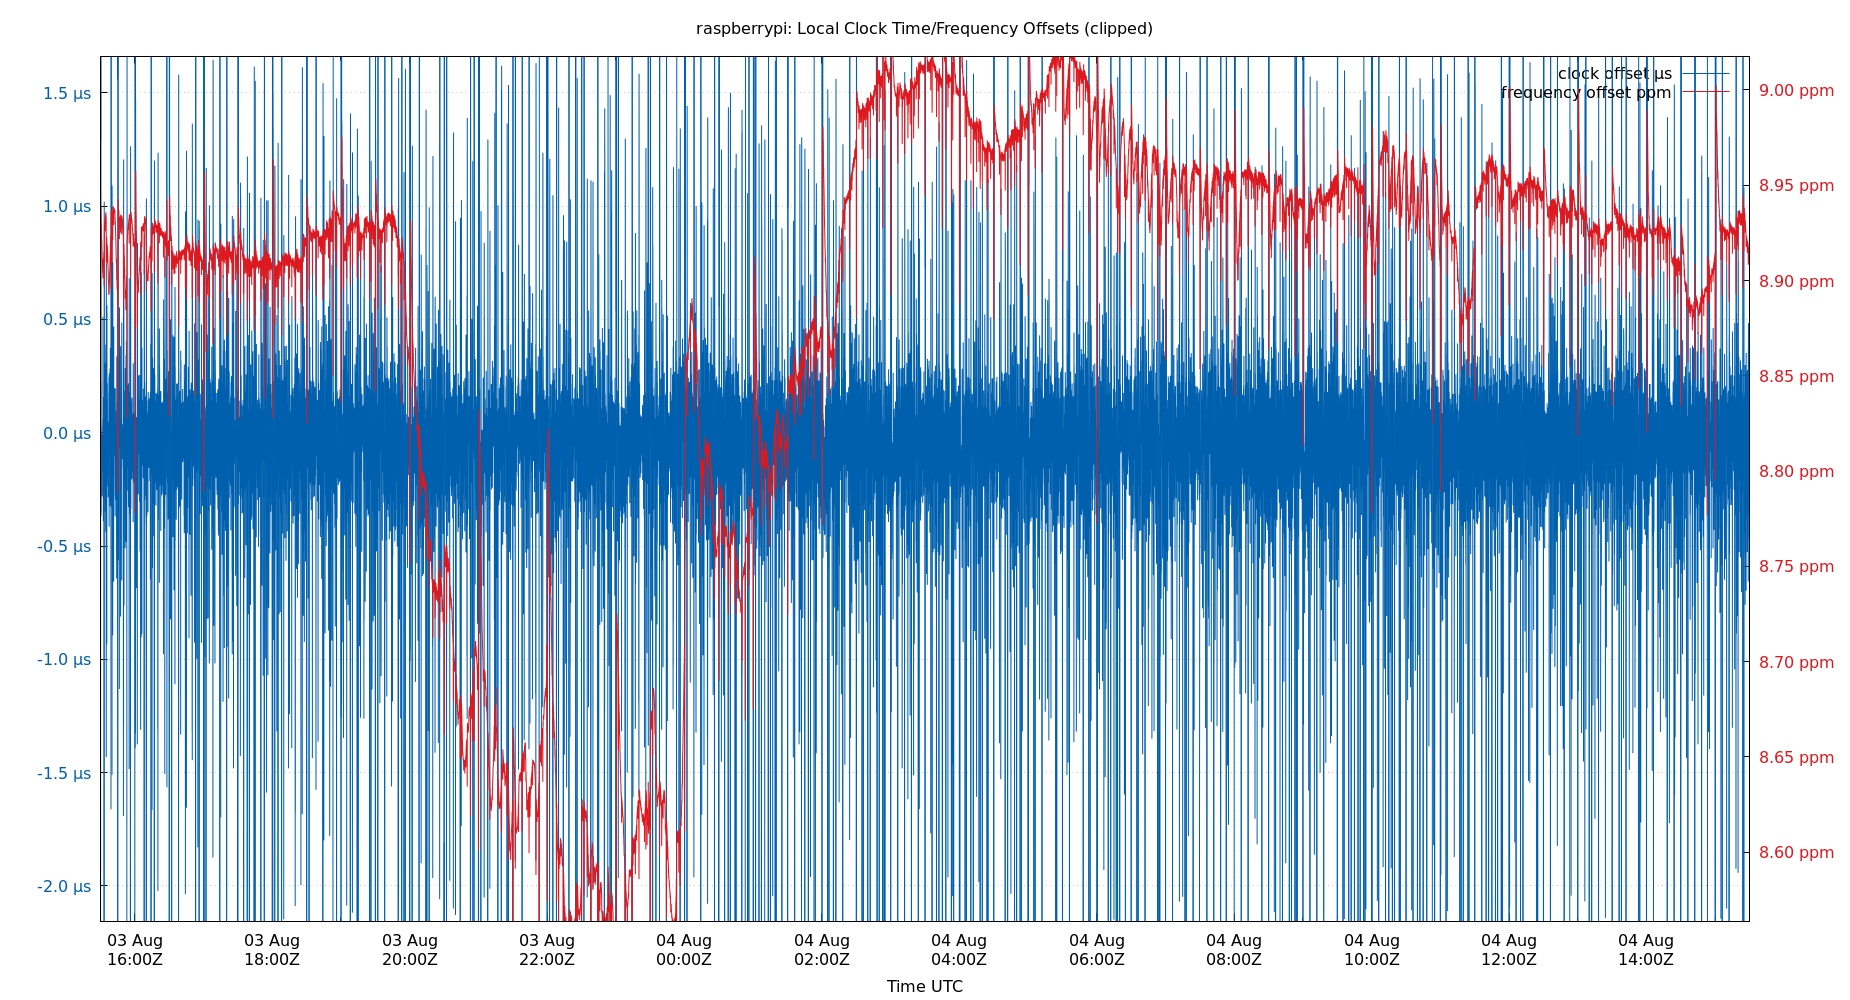 raspberrypi: Local Clock Time/Frequency Offsets (clipped)
clock offset µs
frequency offset ppm
1.5 µs
1.0 µs
0.5 µs
0.0 µs
-0.5 µs
-1.0 µs
-1.5 µs
-2.0 µs
9.00 ppm
8.95 ppm
8.90 ppm
8.85 ppm
8.80 ppm
8.75 ppm
8.70 ppm
8.65 ppm
8.60 ppm
03 Aug 03 Aug 03 Aug 03 Aug 04 Aug 04 Aug 04 Aug 04 Aug 04 Aug 04 Aug 04 Aug 04 Aug
16:00Z 18:00Z 20:00Z 22:00Z 00:00Z 02:00Z 04:00Z 06:00Z 08:00Z 10:00Z 12:00Z 14:00Z
Time UTC